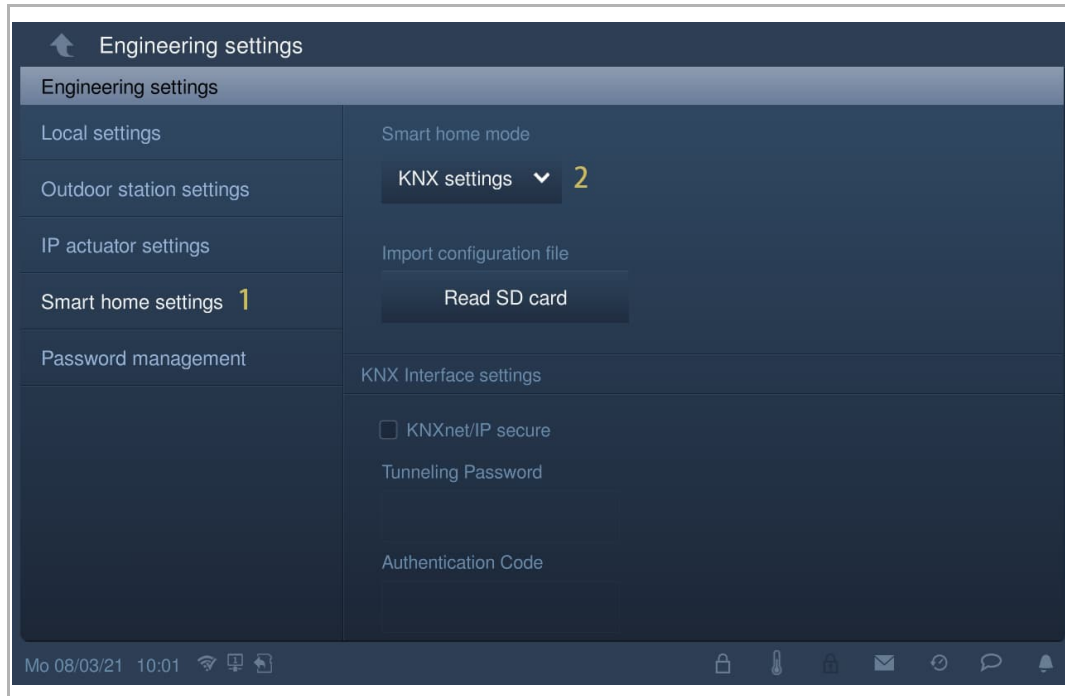 Engineering settings
Engineering settings
Local settings
Outdoor station settings
IP actuator settings
Smart home settings 1
Password management
Smart home mode
KNX settings 2
Import configuration file
Read SD card
KNX Interface settings
KNXnet/IP secure
Tunneling Password
Authentication Code
Mo 08/03/21 10:01